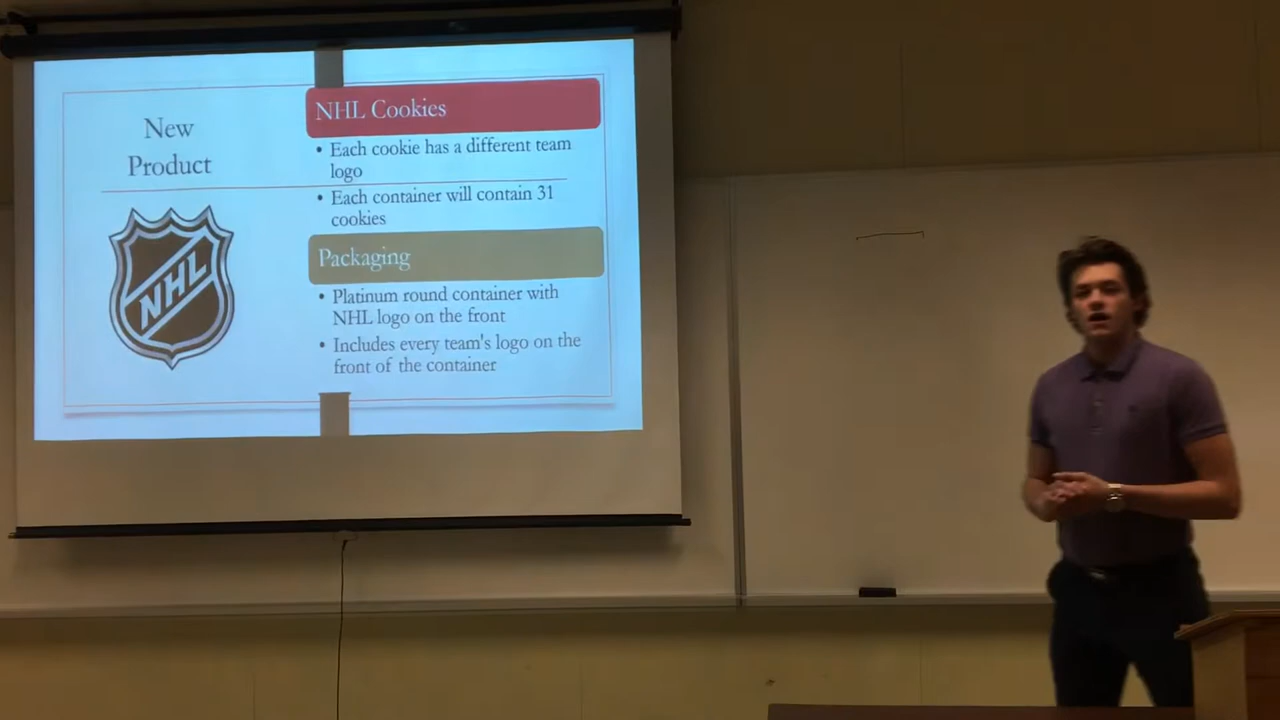 New
Product
NHL
NHL Cookies
• Each cookie has a different team
logo
• Each container will contain 31
cookies
Packaging
• Platinum round container with
NHL logo on the front
• Includes every team's logo on the
front of the container